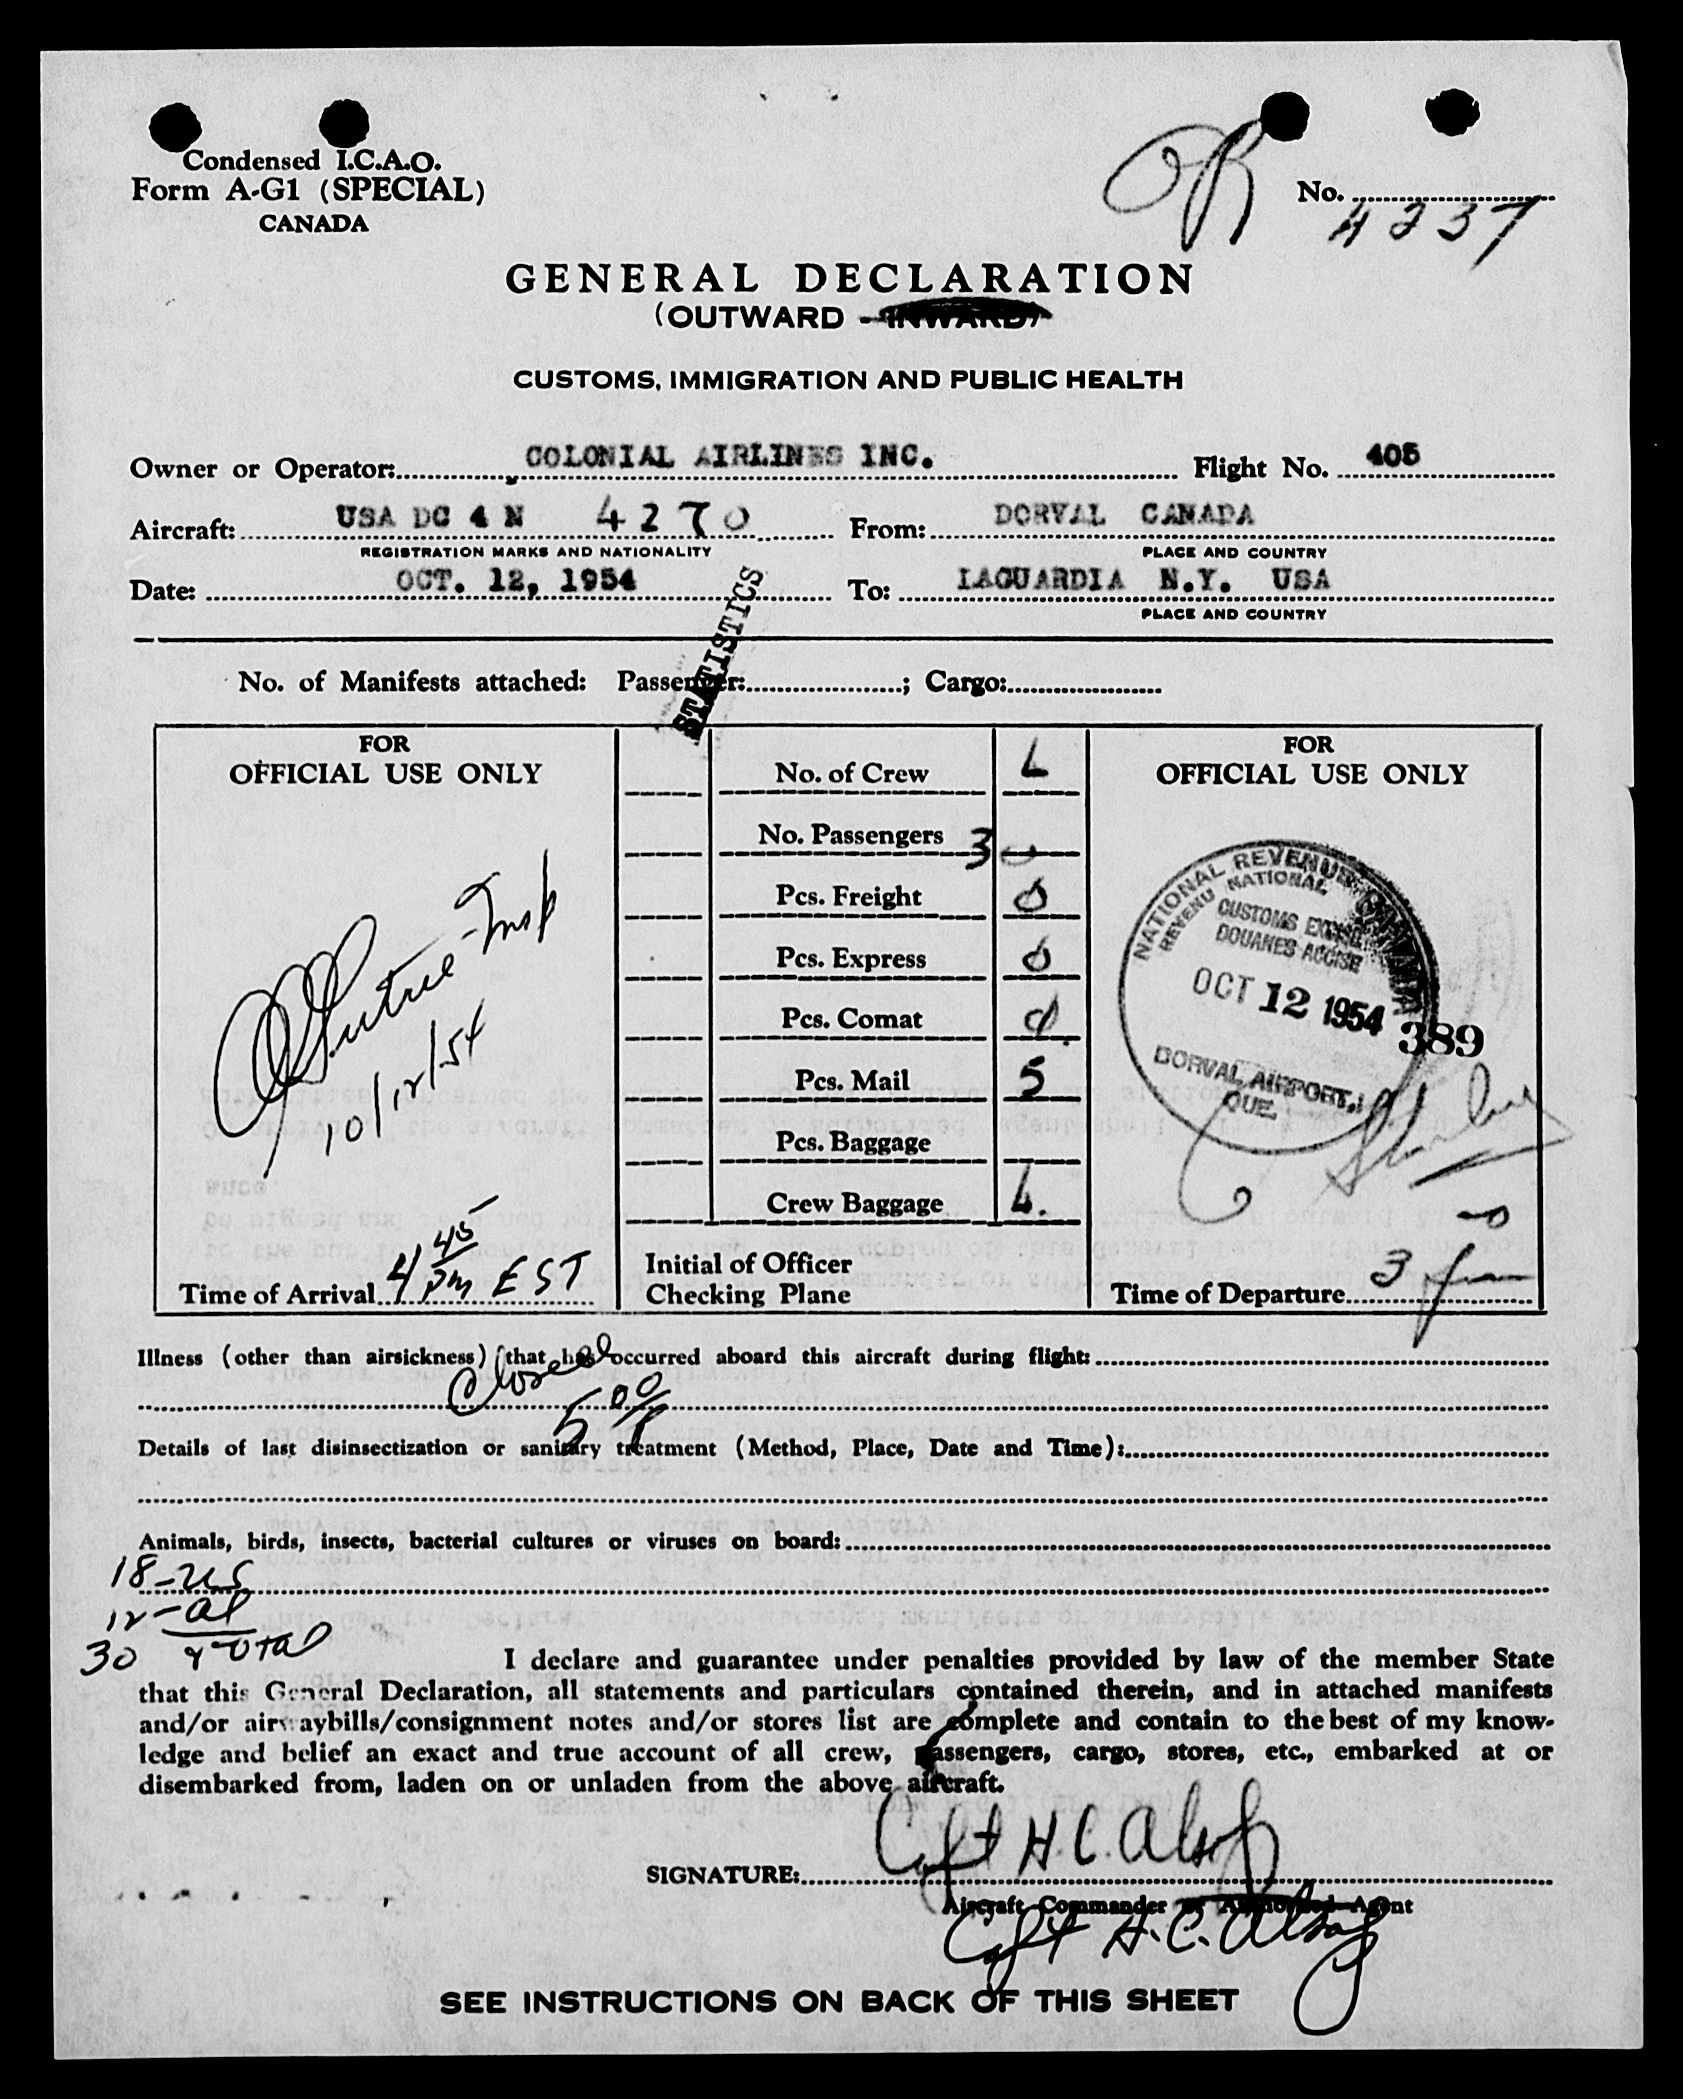 Condensed I.C.A.O.
Form A-G1 (SPECIAL)
CANADA
OR
No. 4237
GENERAL DECLARATION
(OUTWARD - INWARD)
CUSTOMS, IMMIGRATION AND PUBLIC HEALTH
Owner or Operator: COLONIAL AIRLINES INC. Flight No. 405
Aircraft: USA DC 4 N 4270 From: DORVAL CANADA
REGISTRATION MARKS AND NATIONALITY PLACE AND COUNTRY
Date: OCT. 12, 1954 To: LAGUARDIA N.Y. USA
PLACE AND COUNTRY
STATISTICS
No. of Manifests attached: Passenger: ; Cargo:
FOR
OFFICIAL USE ONLY
Insp
10/12/54
Time of Arrival 4 45 pm EST
No. of Crew 4
No. Passengers 30
Pcs. Freight 0
Pcs. Express 0
Pcs. Comat 0
Pcs. Mail 5
Pcs. Baggage
Crew Baggage 4.
Initial of Officer
Checking Plane
FOR
OFFICIAL USE ONLY
NATIONAL REVENUE CANADA
REVENU NATIONAL
CUSTOMS EXCISE
DOUANES ACCISE
OCT 12 1954
389
DORVAL AIRPORT,
QUE.
Time of Departure 3 pm
Illness (other than airsickness) that has occurred aboard this aircraft during flight:
Closed
5 00 P
Details of last disinsectization or sanitary treatment (Method, Place, Date and Time):
Animals, birds, insects, bacterial cultures or viruses on board:
18-US
12-al
30 Total
I declare and guarantee under penalties provided by law of the member State
that this General Declaration, all statements and particulars contained therein, and in attached manifests
and/or airwaybills/consignment notes and/or stores list are complete and contain to the best of my know-
ledge and belief an exact and true account of all crew, passengers, cargo, stores, etc., embarked at or
disembarked from, laden on or unladen from the above aircraft.
SIGNATURE: Capt H.C. Alsop
Aircraft Commander or Authorized Agent
Capt H.C. Alsop
SEE INSTRUCTIONS ON BACK OF THIS SHEET